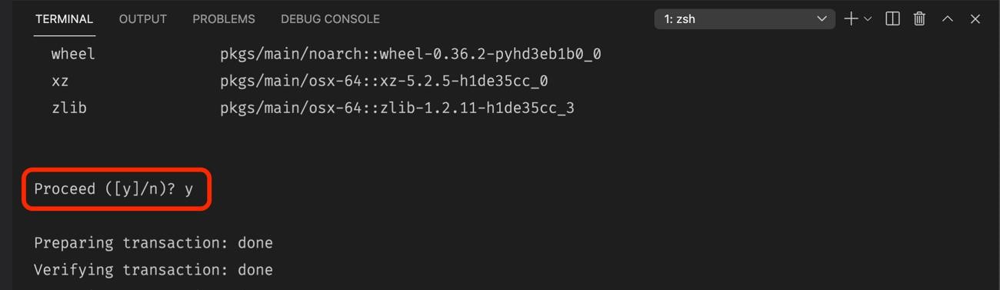 TERMINAL OUTPUT PROBLEMS DEBUG CONSOLE 1: zsh
wheel pkgs/main/noarch::wheel-0.36.2-pyhd3eb1b0_0
xz pkgs/main/osx-64::xz-5.2.5-h1de35cc_0
zlib pkgs/main/osx-64::zlib-1.2.11-h1de35cc_3
Proceed ([y]/n)? y
Preparing transaction: done
Verifying transaction: done